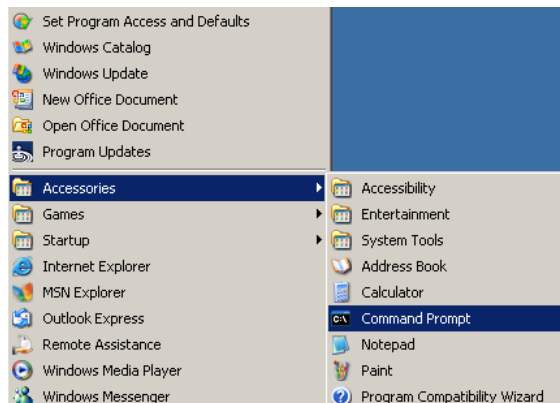 Set Program Access and Defaults
Windows Catalog
Windows Update
New Office Document
Open Office Document
Program Updates
Accessories
Games
Startup
Internet Explorer
MSN Explorer
Outlook Express
Remote Assistance
Windows Media Player
Windows Messenger
Accessibility
Entertainment
System Tools
Address Book
Calculator
C:\ Command Prompt
Notepad
Paint
Program Compatibility Wizard